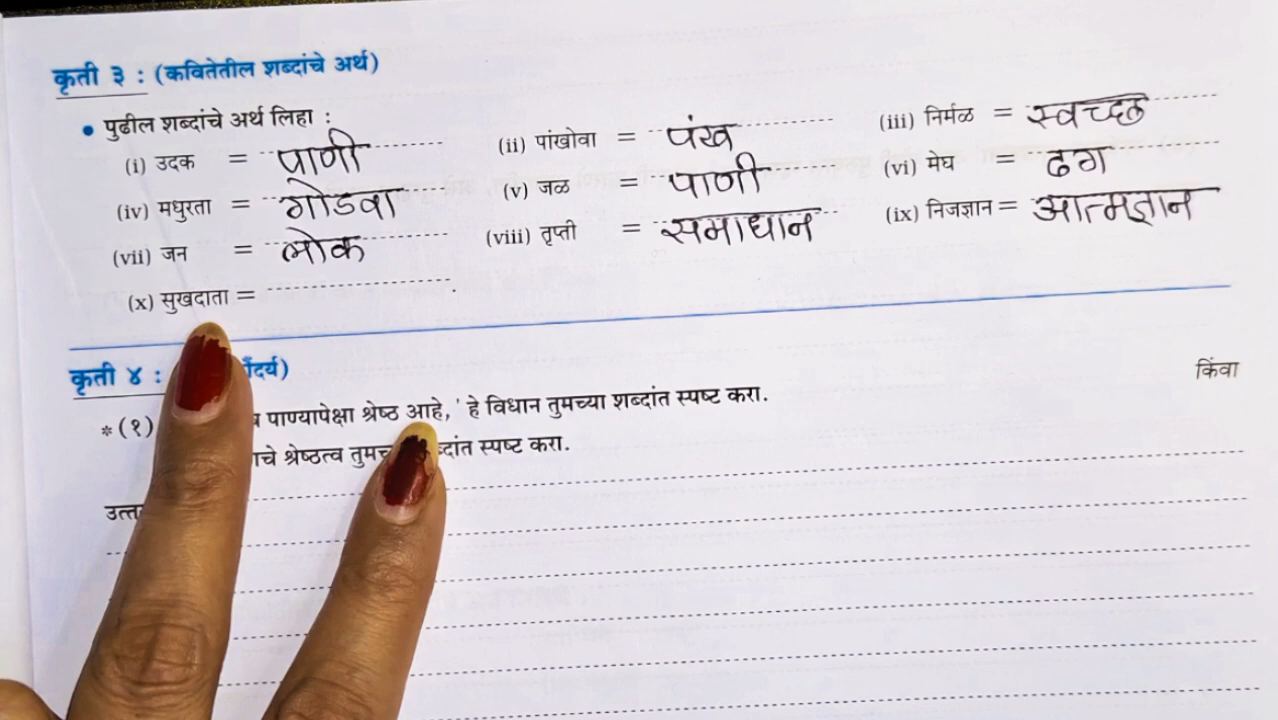 कृती ३ : (कवितेतील शब्दांचे अर्थ)
• पुढील शब्दांचे अर्थ लिहा :
(i) उदक = पाणी (ii) पांखोवा = पंख (iii) निर्मळ = स्वच्छ
(iv) मधुरता = गोडवा (v) जळ = पाणी (vi) मेघ = ढग
(vii) जन = लोक (viii) तृप्ती = समाधान (ix) निजज्ञान = आत्मज्ञान
(x) सुखदाता =
कृती ४ :
* (१) पाण्यापेक्षा श्रेष्ठ आहे,' हे विधान तुमच्या शब्दांत स्पष्ट करा. किंवा
श्रेष्ठत्व स्पष्ट करा.